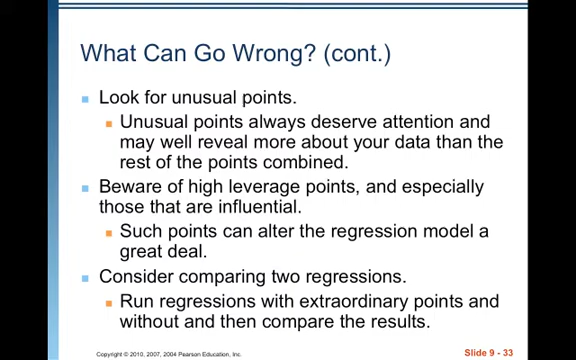 What Can Go Wrong? (cont.)
Look for unusual points.
Unusual points always deserve attention and
may well reveal more about your data than the
rest of the points combined.
Beware of high leverage points, and especially
those that are influential.
Such points can alter the regression model a
great deal.
Consider comparing two regressions.
Run regressions with extraordinary points and
without and then compare the results.
Copyright © 2010, 2007, 2004 Pearson Education, Inc.
Slide 9 - 33